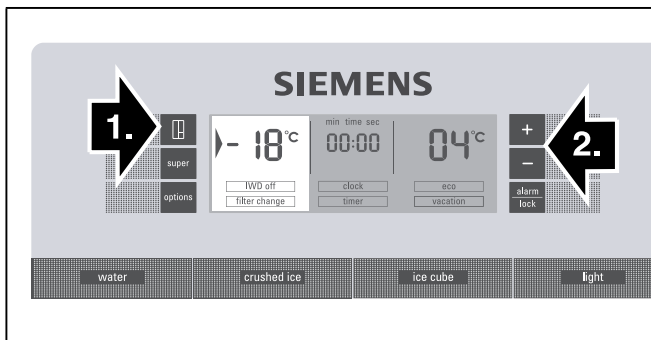 SIEMENS
1.
super
options
- 18°C
IWD off
filter change
min time sec
00:00
clock
timer
04°C
eco
vacation
+
-
alarm
lock
2.
water
crushed ice
ice cube
light